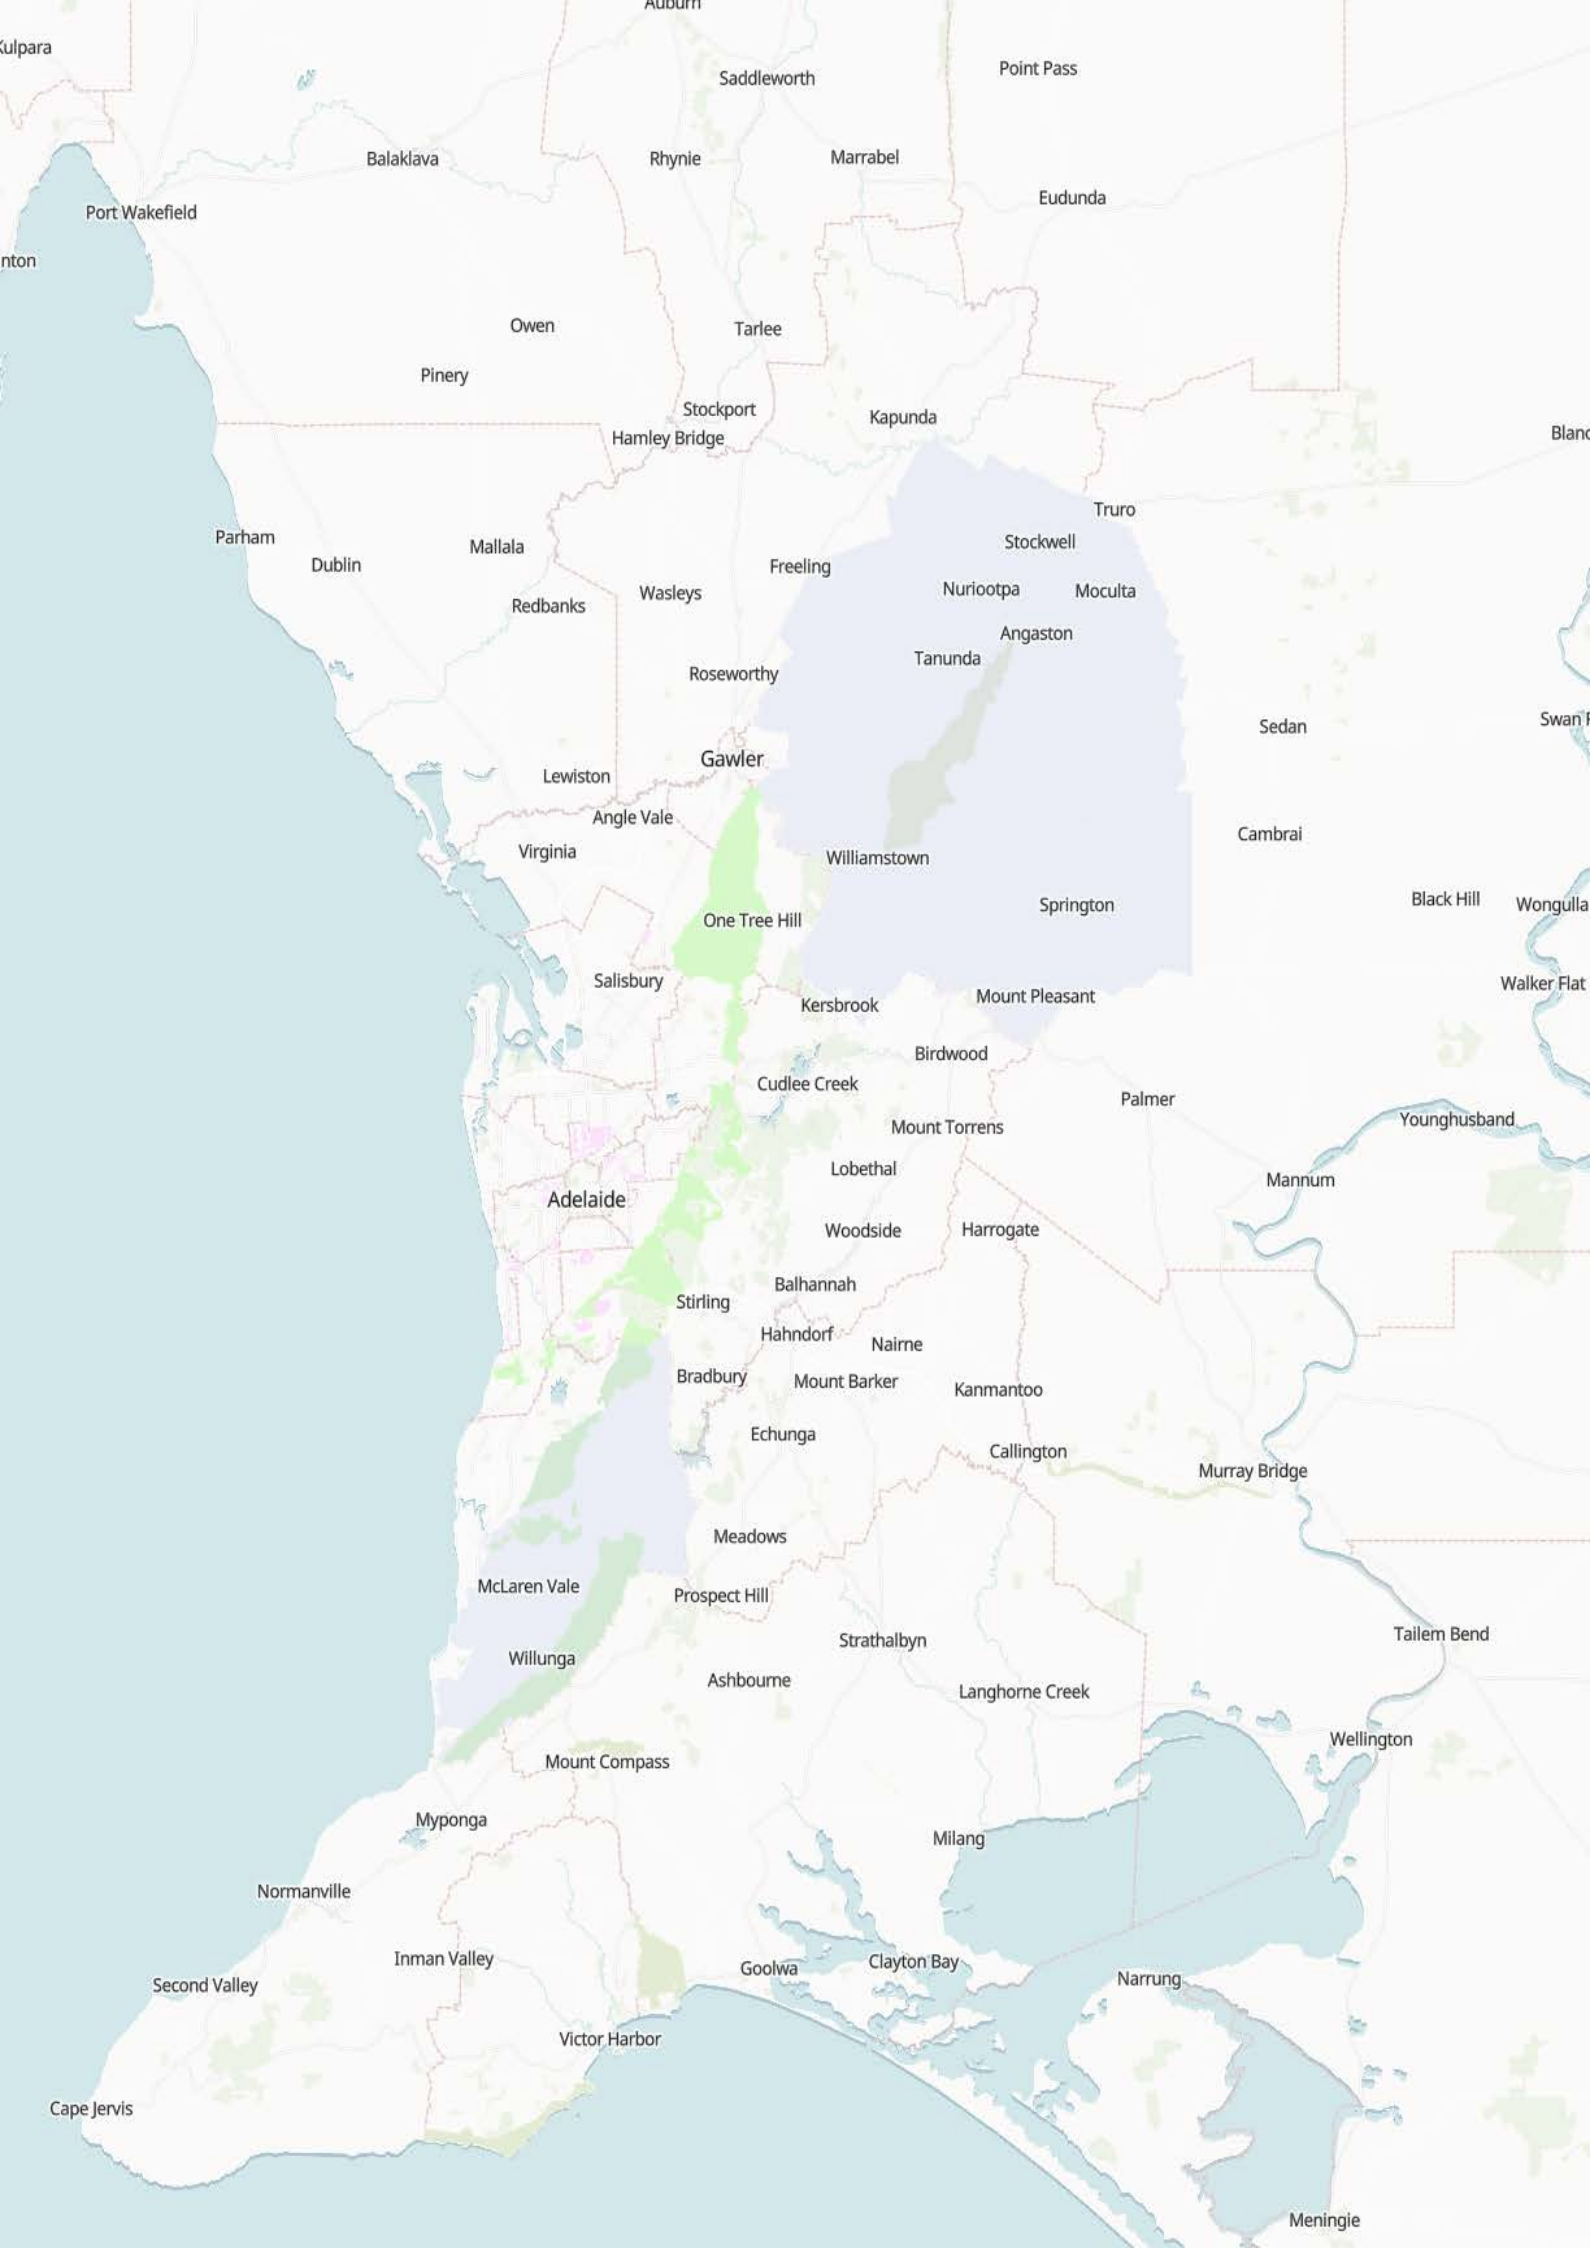 Auburn
Kulpara
Point Pass
Saddleworth
Balaklava
Rhynie
Marrabel
Eudunda
Port Wakefield
nton
Owen
Tarlee
Pinery
Stockport
Kapunda
Hamley Bridge
Blanc
Truro
Parham
Stockwell
Mallala
Dublin
Freeling
Nuriootpa
Moculta
Wasleys
Redbanks
Angaston
Tanunda
Roseworthy
Swan R
Sedan
Gawler
Lewiston
Angle Vale
Cambrai
Virginia
Williamstown
Black Hill
Wongulla
Springton
One Tree Hill
Salisbury
Walker Flat
Mount Pleasant
Kersbrook
Birdwood
Cudlee Creek
Palmer
Younghusband
Mount Torrens
Lobethal
Mannum
Adelaide
Woodside
Harrogate
Balhannah
Stirling
Hahndorf
Nairne
Bradbury
Mount Barker
Kanmantoo
Echunga
Callington
Murray Bridge
Meadows
McLaren Vale
Prospect Hill
Tailem Bend
Strathalbyn
Willunga
Ashbourne
Langhorne Creek
Wellington
Mount Compass
Myponga
Milang
Normanville
Inman Valley
Clayton Bay
Goolwa
Narrung
Second Valley
Victor Harbor
Cape Jervis
Meningie